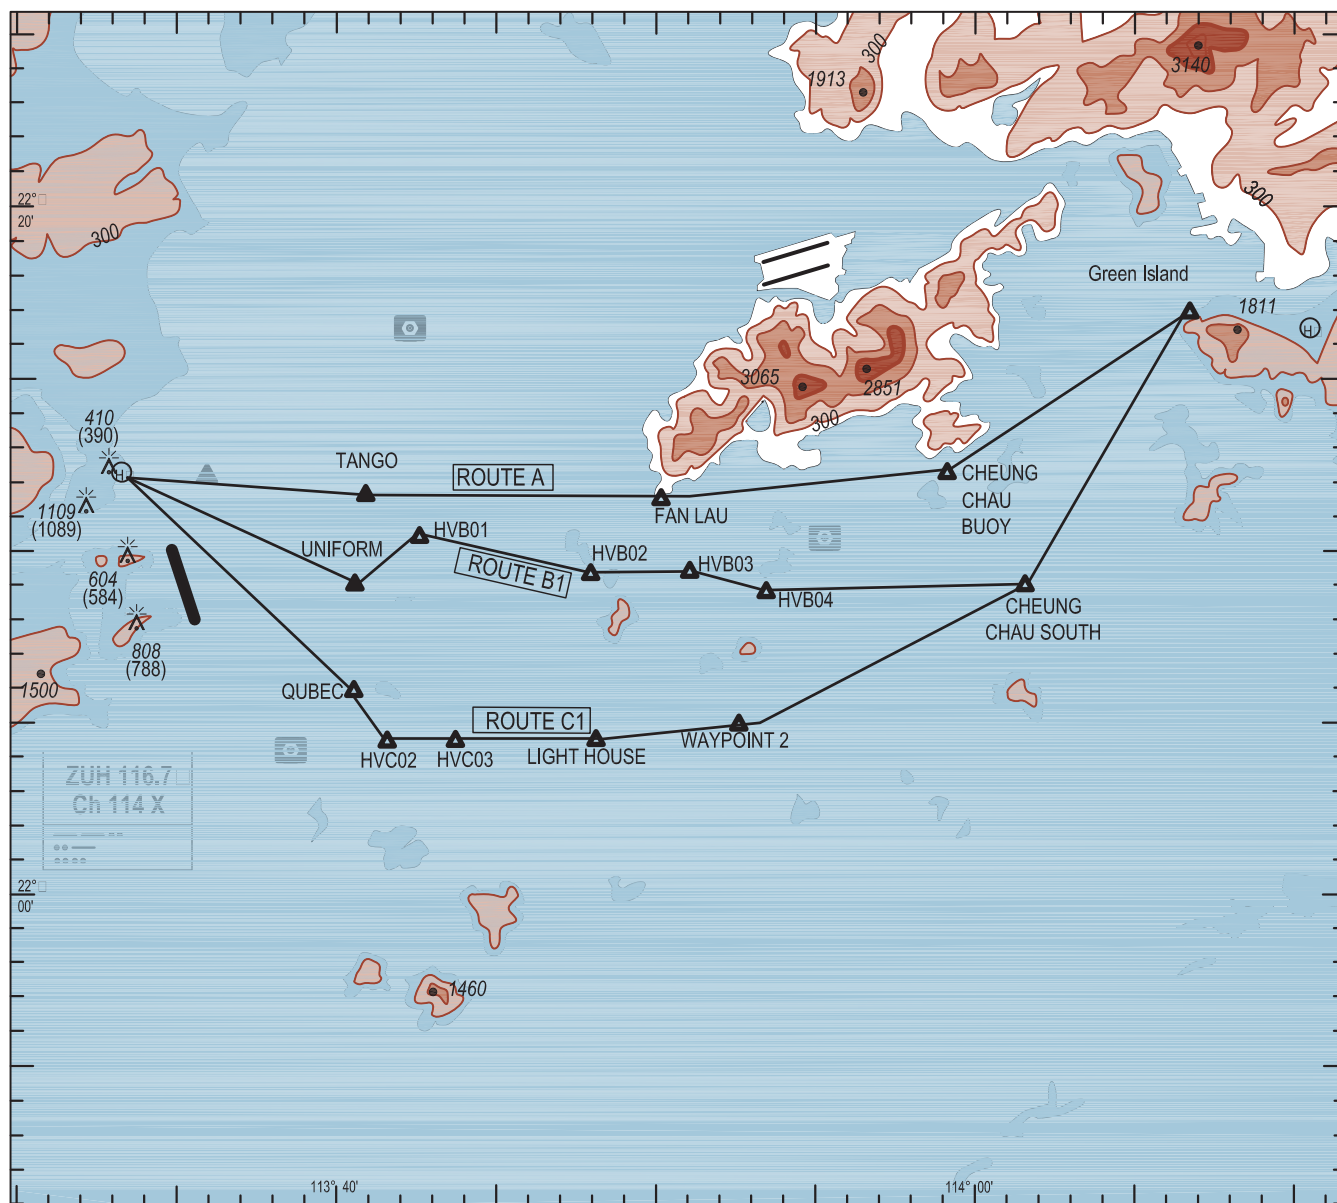 1913
300
3140
22°
20'
300
300
Green Island
1811
H
3065
2851
300
410
(390)
H
TANGO
ROUTE A
CHEUNG
CHAU
BUOY
1109
(1089)
FAN LAU
HVB01
UNIFORM
ROUTE B1
HVB02
HVB03
HVB04
604
(584)
CHEUNG
CHAU SOUTH
808
(788)
1500
QUBEC
ROUTE C1
HVC02
HVC03
LIGHT HOUSE
WAYPOINT 2
ZUH 116.7
Ch 114 X
22°
00'
1460
113° 40'
114° 00'